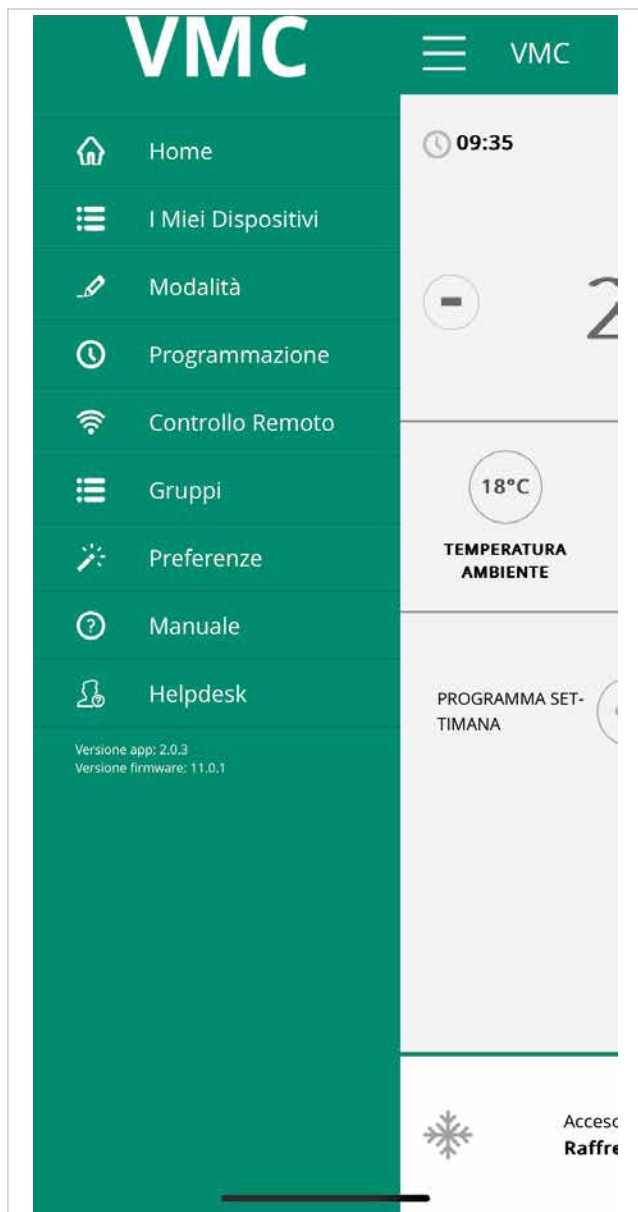 VMC
Home
I Miei Dispositivi
Modalità
Programmazione
Controllo Remoto
Gruppi
Preferenze
Manuale
Helpdesk
Versione app: 2.0.3
Versione firmware: 11.0.1
VMC
09:35
-
2
18°C
TEMPERATURA
AMBIENTE
PROGRAMMA SET-
TIMANA